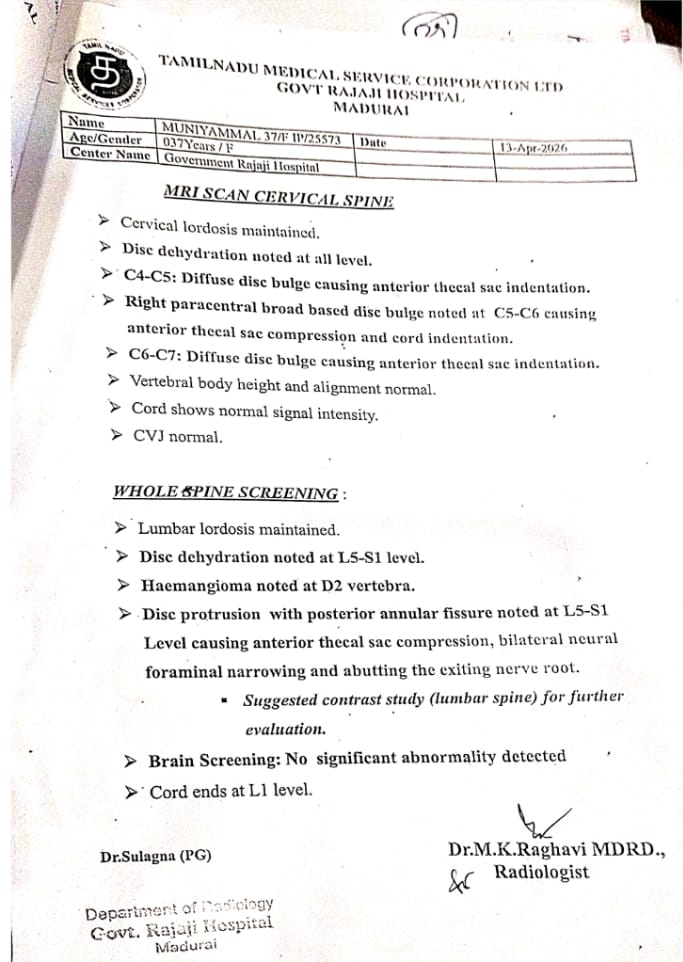 TAMIL NADU
MEDICAL SERVICES CORPORATION
TAMILNADU MEDICAL SERVICE CORPORATION LTD
GOVT RAJAJI HOSPITAL
MADURAI
Name MUNIYAMMAL 37/F IP/25573 Date 13-Apr-2026
Age/Gender 037Years / F
Center Name Government Rajaji Hospital
MRI SCAN CERVICAL SPINE
➤ Cervical lordosis maintained.
➤ Disc dehydration noted at all level.
➤ C4-C5: Diffuse disc bulge causing anterior thecal sac indentation.
➤ Right paracentral broad based disc bulge noted at C5-C6 causing
anterior thecal sac compression and cord indentation.
➤ C6-C7: Diffuse disc bulge causing anterior thecal sac indentation.
➤ Vertebral body height and alignment normal.
➤ Cord shows normal signal intensity.
➤ CVJ normal.
WHOLE SPINE SCREENING :
➤ Lumbar lordosis maintained.
➤ Disc dehydration noted at L5-S1 level.
➤ Haemangioma noted at D2 vertebra.
➤ Disc protrusion with posterior annular fissure noted at L5-S1
Level causing anterior thecal sac compression, bilateral neural
foraminal narrowing and abutting the exiting nerve root.
▪ Suggested contrast study (lumbar spine) for further
evaluation.
➤ Brain Screening: No significant abnormality detected
➤ Cord ends at L1 level.
Dr.Sulagna (PG)
Dr.M.K.Raghavi MDRD.,
Radiologist
Department of Radiology
Govt. Rajaji Hospital
Madurai